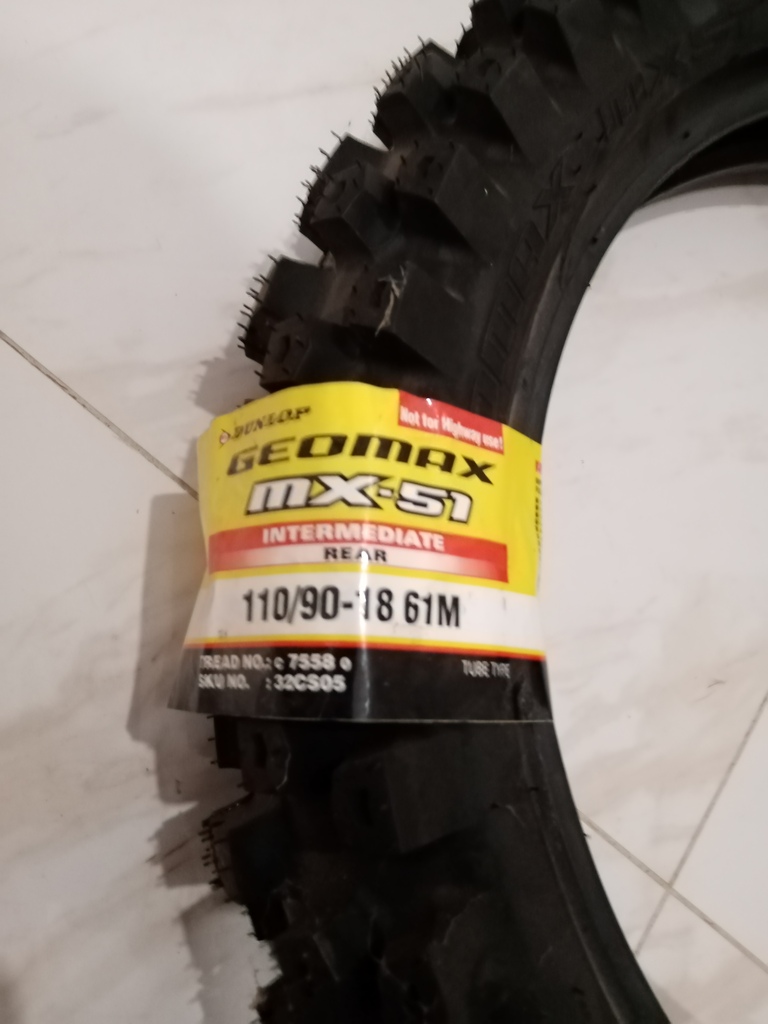 DUNLOP
Not for Highway use!
GEOMAX
MX-51
INTERMEDIATE
REAR
110/90-18 61M
TREAD NO.: e 7558 e
SKU NO. : 32CS05
TUBE TYPE